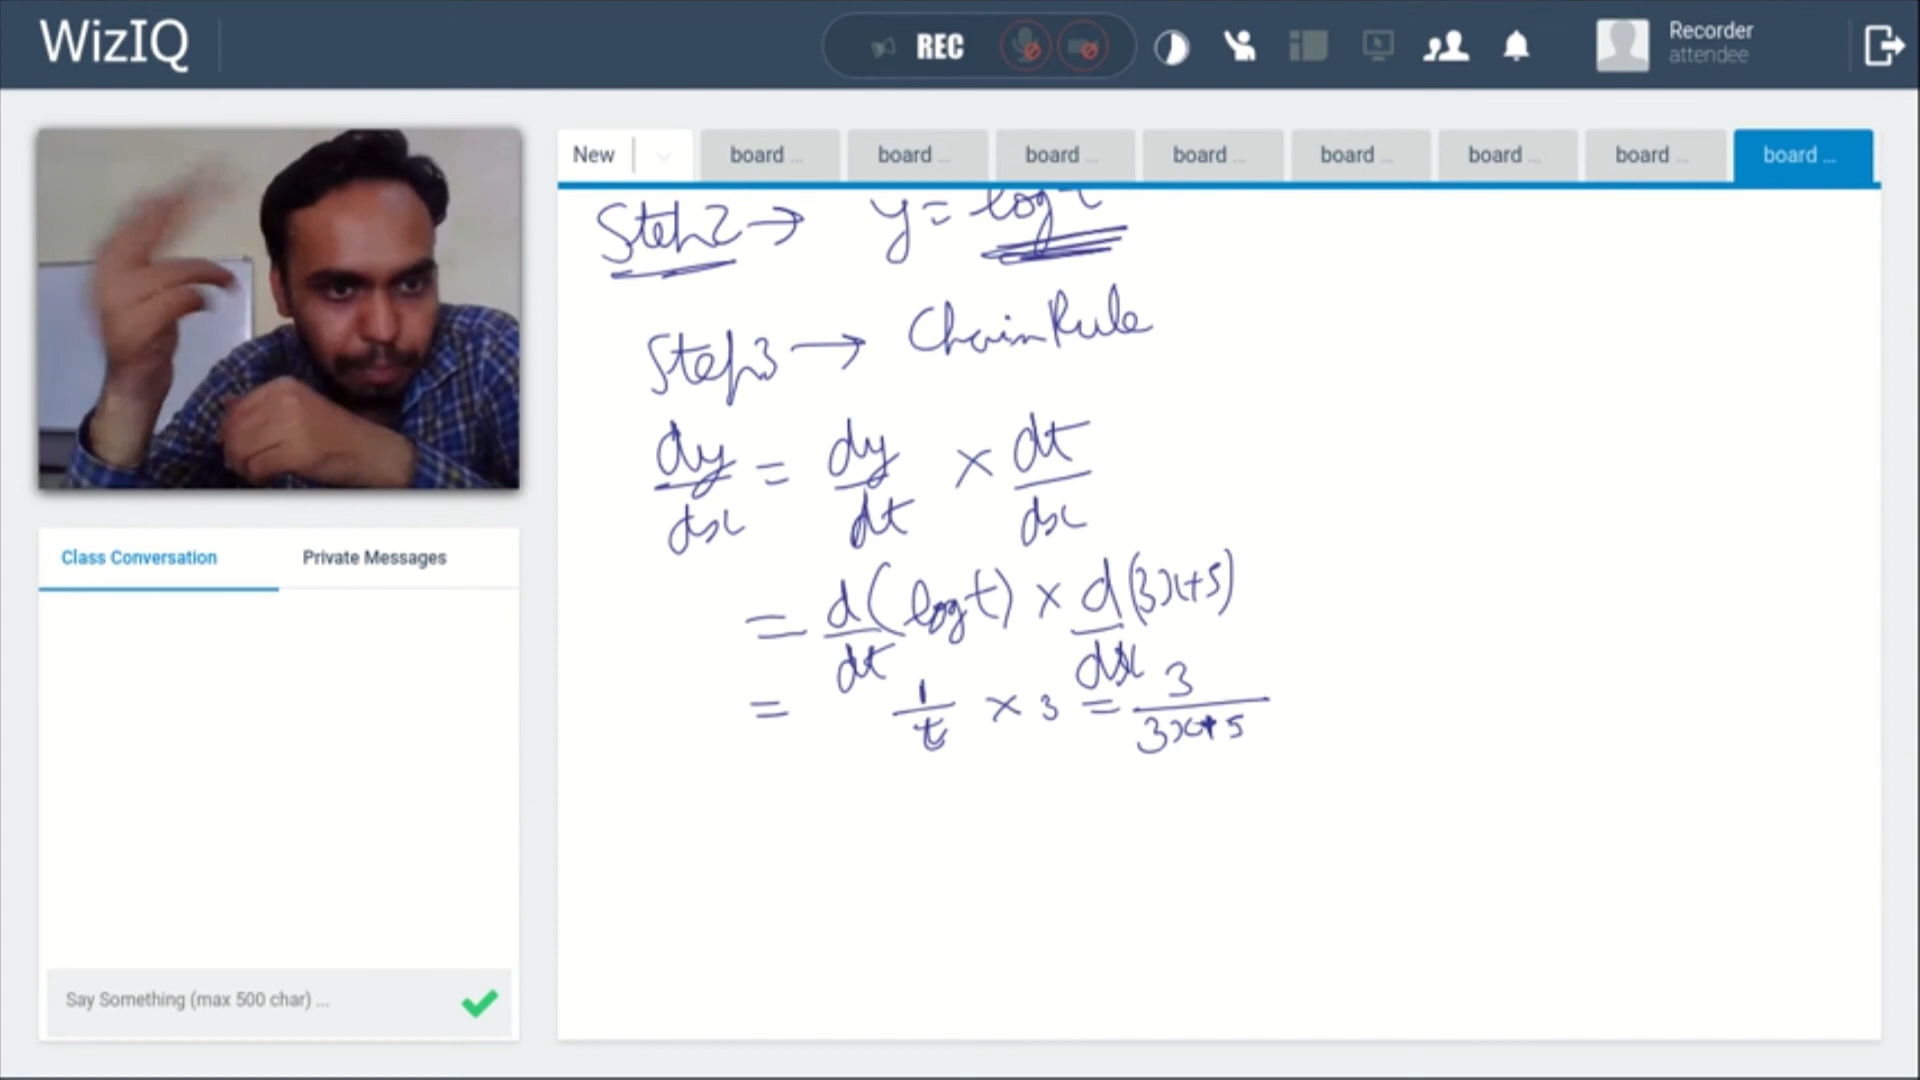 WizIQ
REC
Recorder
attendee
New
board ...
board ...
board ...
board ...
board ...
board ...
board ...
board ...
Step2 → y = log t
Step3 → Chain Rule
dy/dx = dy/dt × dt/dx
= d/dt (log t) × d/dx (3x+5)
= 1/t × 3 = 3/3x+5
Class Conversation
Private Messages
Say Something (max 500 char) ...